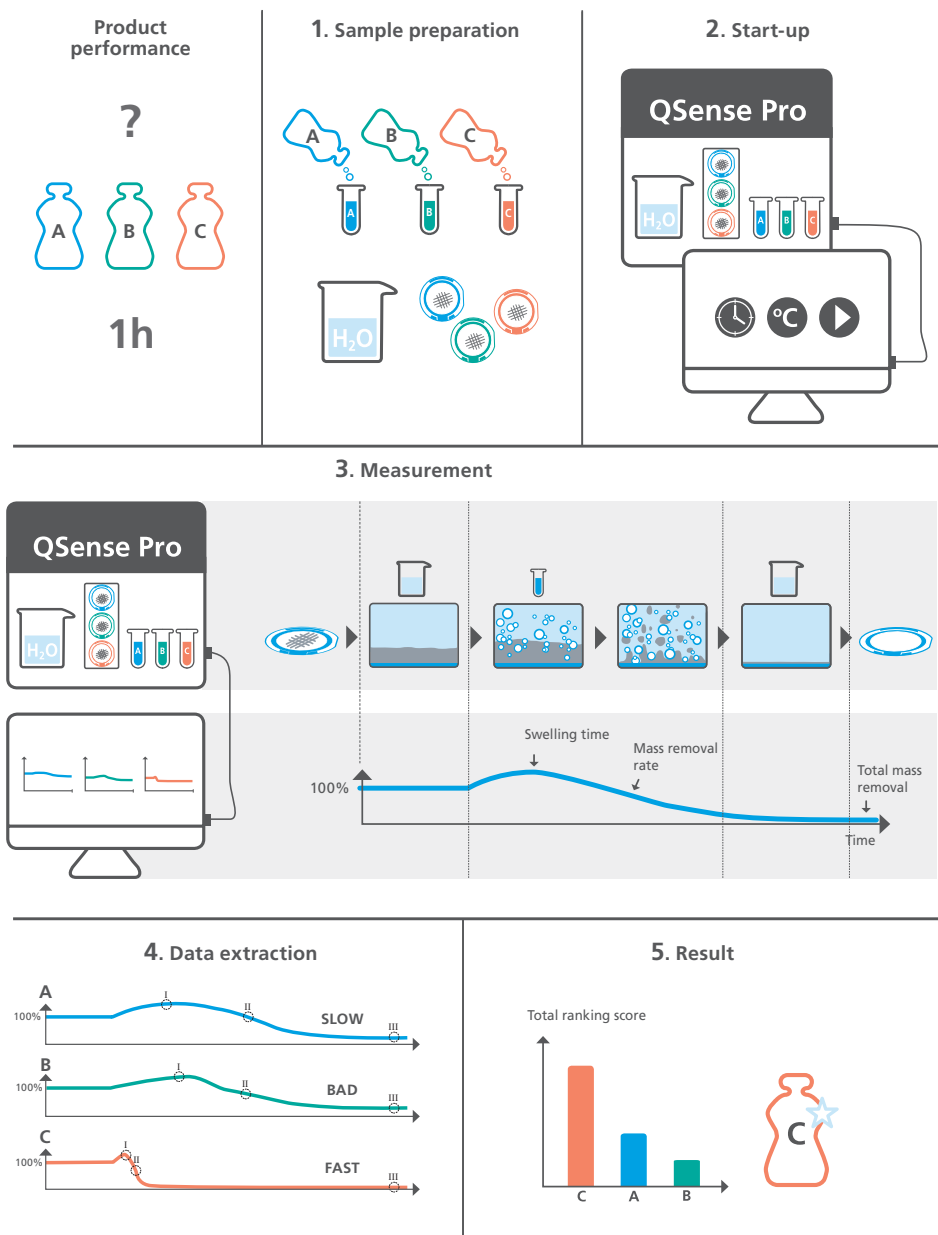 Product
performance
?
A
B
C
1h
1. Sample preparation
A
B
C
A
B
C
H₂O
2. Start-up
QSense Pro
H₂O
A
B
C
°C
3. Measurement
QSense Pro
H₂O
A
B
C
Swelling time
Mass removal
rate
Total mass
removal
100%
Time
4. Data extraction
A
100%
I
II
III
SLOW
B
100%
I
II
III
BAD
C
100%
I
II
III
FAST
5. Result
Total ranking score
C
A
B
C